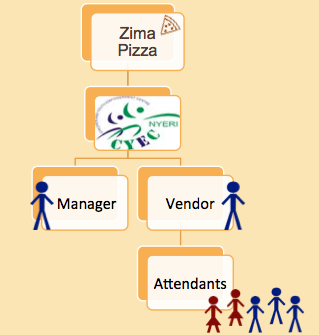 Zima
Pizza
NYERI
CYEC
Manager
Vendor
Attendants